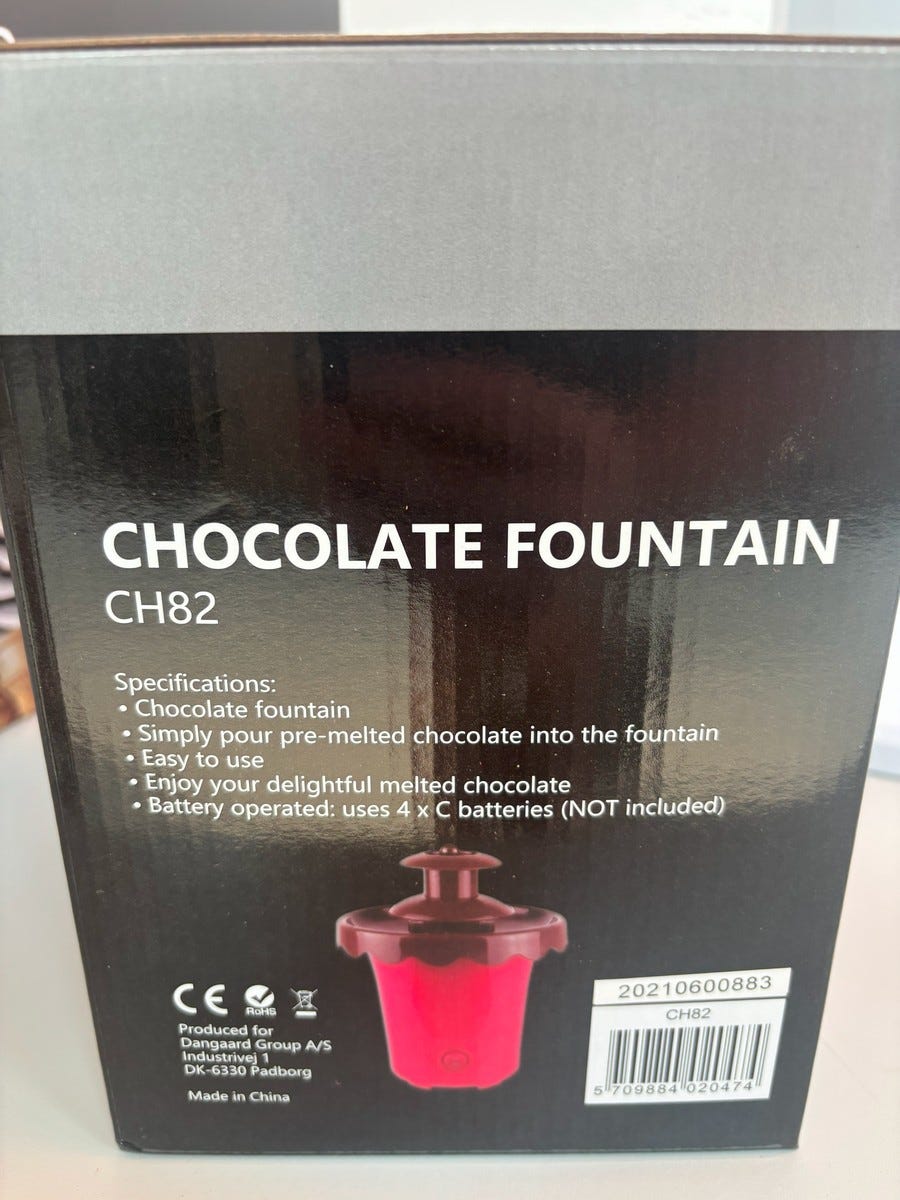 CHOCOLATE FOUNTAIN
CH82
Specifications:
• Chocolate fountain
• Simply pour pre-melted chocolate into the fountain
• Easy to use
• Enjoy your delightful melted chocolate
• Battery operated: uses 4 x C batteries (NOT included)
CE RoHS
Produced for
Dangaard Group A/S
Industrivej 1
DK-6330 Padborg
Made in China
20210600883
CH82
5 709884 020474